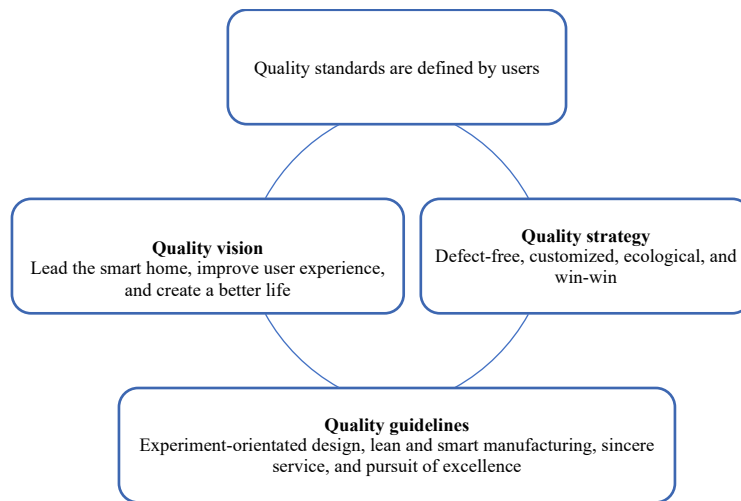 Quality standards are defined by users
Quality vision
Lead the smart home, improve user experience,
and create a better life
Quality strategy
Defect-free, customized, ecological, and
win-win
Quality guidelines
Experiment-orientated design, lean and smart manufacturing, sincere
service, and pursuit of excellence